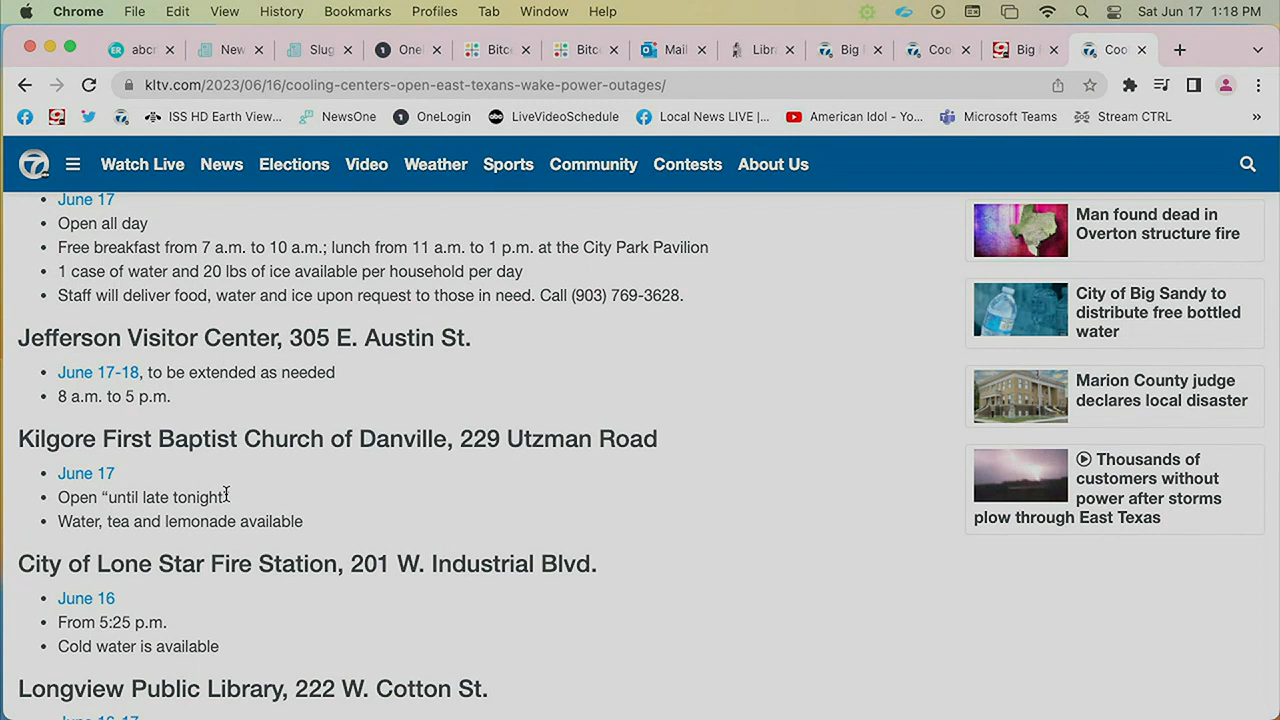 Chrome File Edit View History Bookmarks Profiles Tab Window Help Sat Jun 17 1:18 PM
abcr New Slug Onel Bitc Bitc Mail Libr Big Coo Big Coo
kltv.com/2023/06/16/cooling-centers-open-east-texans-wake-power-outages/
ISS HD Earth View... NewsOne OneLogin LiveVideoSchedule Local News LIVE |... American Idol - Yo... Microsoft Teams Stream CTRL »
7 Watch Live News Elections Video Weather Sports Community Contests About Us
June 17
Open all day
Free breakfast from 7 a.m. to 10 a.m.; lunch from 11 a.m. to 1 p.m. at the City Park Pavilion
1 case of water and 20 lbs of ice available per household per day
Staff will deliver food, water and ice upon request to those in need. Call (903) 769-3628.
Jefferson Visitor Center, 305 E. Austin St.
June 17-18, to be extended as needed
8 a.m. to 5 p.m.
Kilgore First Baptist Church of Danville, 229 Utzman Road
June 17
Open “until late tonight”
Water, tea and lemonade available
City of Lone Star Fire Station, 201 W. Industrial Blvd.
June 16
From 5:25 p.m.
Cold water is available
Longview Public Library, 222 W. Cotton St.
Man found dead in
Overton structure fire
City of Big Sandy to
distribute free bottled
water
Marion County judge
declares local disaster
Thousands of
customers without
power after storms
plow through East Texas